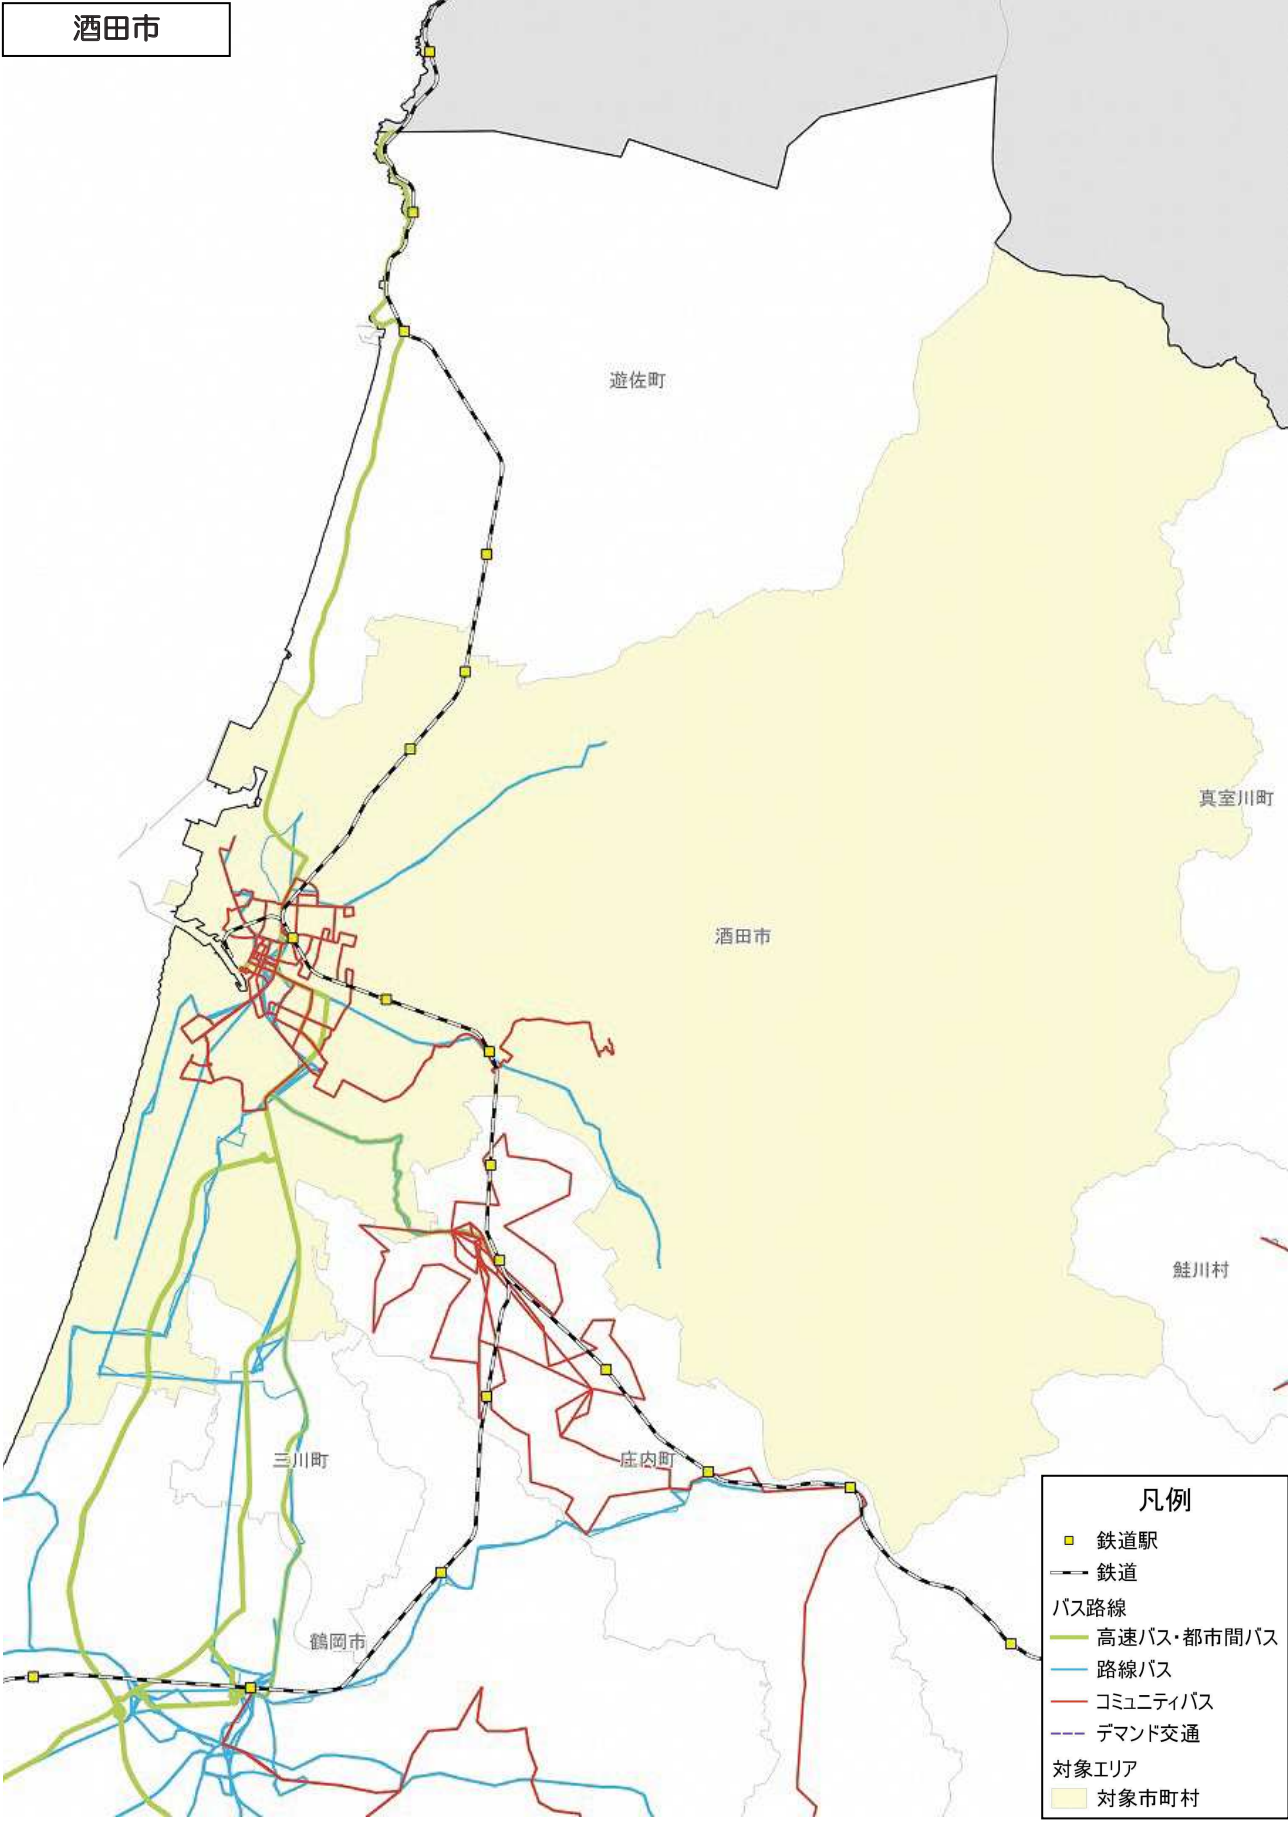 酒田市
遊佐町
真室川町
酒田市
鮭川村
三川町
庄内町
鶴岡市
凡例
鉄道駅
鉄道
バス路線
高速バス・都市間バス
路線バス
コミュニティバス
デマンド交通
対象エリア
対象市町村